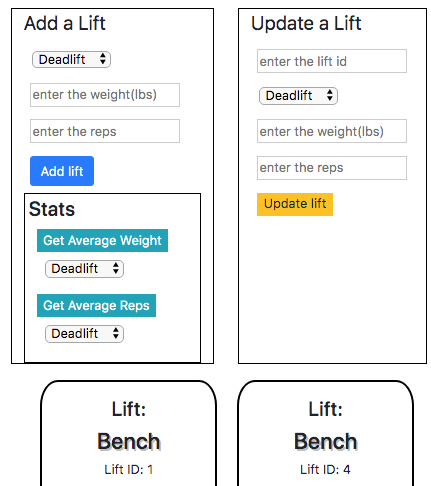 Add a Lift
Deadlift
enter the weight(lbs)
enter the reps
Add lift
Stats
Get Average Weight
Deadlift
Get Average Reps
Deadlift
Update a Lift
enter the lift id
Deadlift
enter the weight(lbs)
enter the reps
Update lift
Lift:
Bench
Lift ID: 1
Lift:
Bench
Lift ID: 4